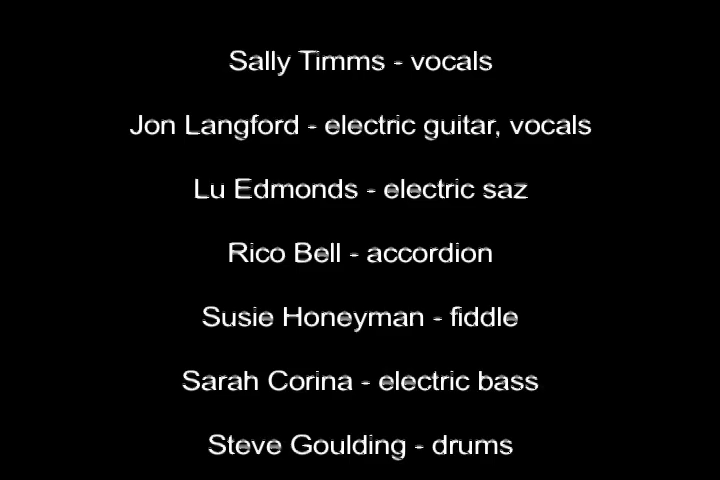 Sally Timms - vocals
Jon Langford - electric guitar, vocals
Lu Edmonds - electric saz
Rico Bell - accordion
Susie Honeyman - fiddle
Sarah Corina - electric bass
Steve Goulding - drums